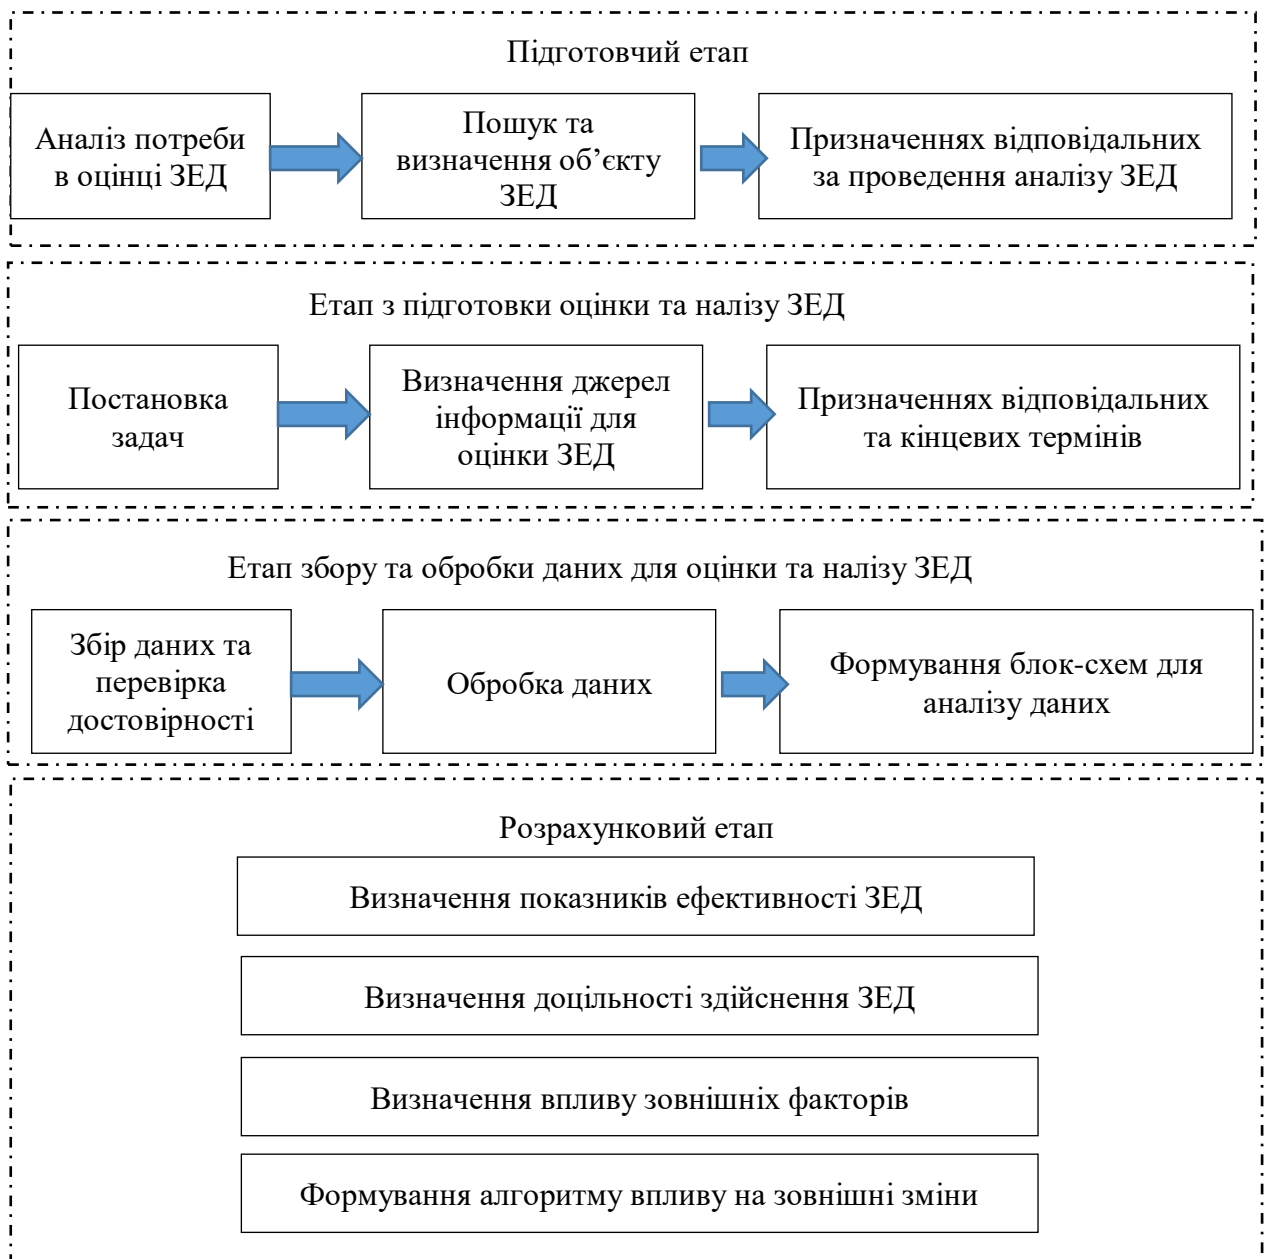 Підготовчий етап
Аналіз потреби
в оцінці ЗЕД
Пошук та
визначення об’єкту
ЗЕД
Призначеннях відповідальних
за проведення аналізу ЗЕД
Етап з підготовки оцінки та налізу ЗЕД
Постановка
задач
Визначення джерел
інформації для
оцінки ЗЕД
Призначеннях відповідальних
та кінцевих термінів
Етап збору та обробки даних для оцінки та налізу ЗЕД
Збір даних та
перевірка
достовірності
Обробка даних
Формування блок-схем для
аналізу даних
Розрахунковий етап
Визначення показників ефективності ЗЕД
Визначення доцільності здійснення ЗЕД
Визначення впливу зовнішніх факторів
Формування алгоритму впливу на зовнішні зміни